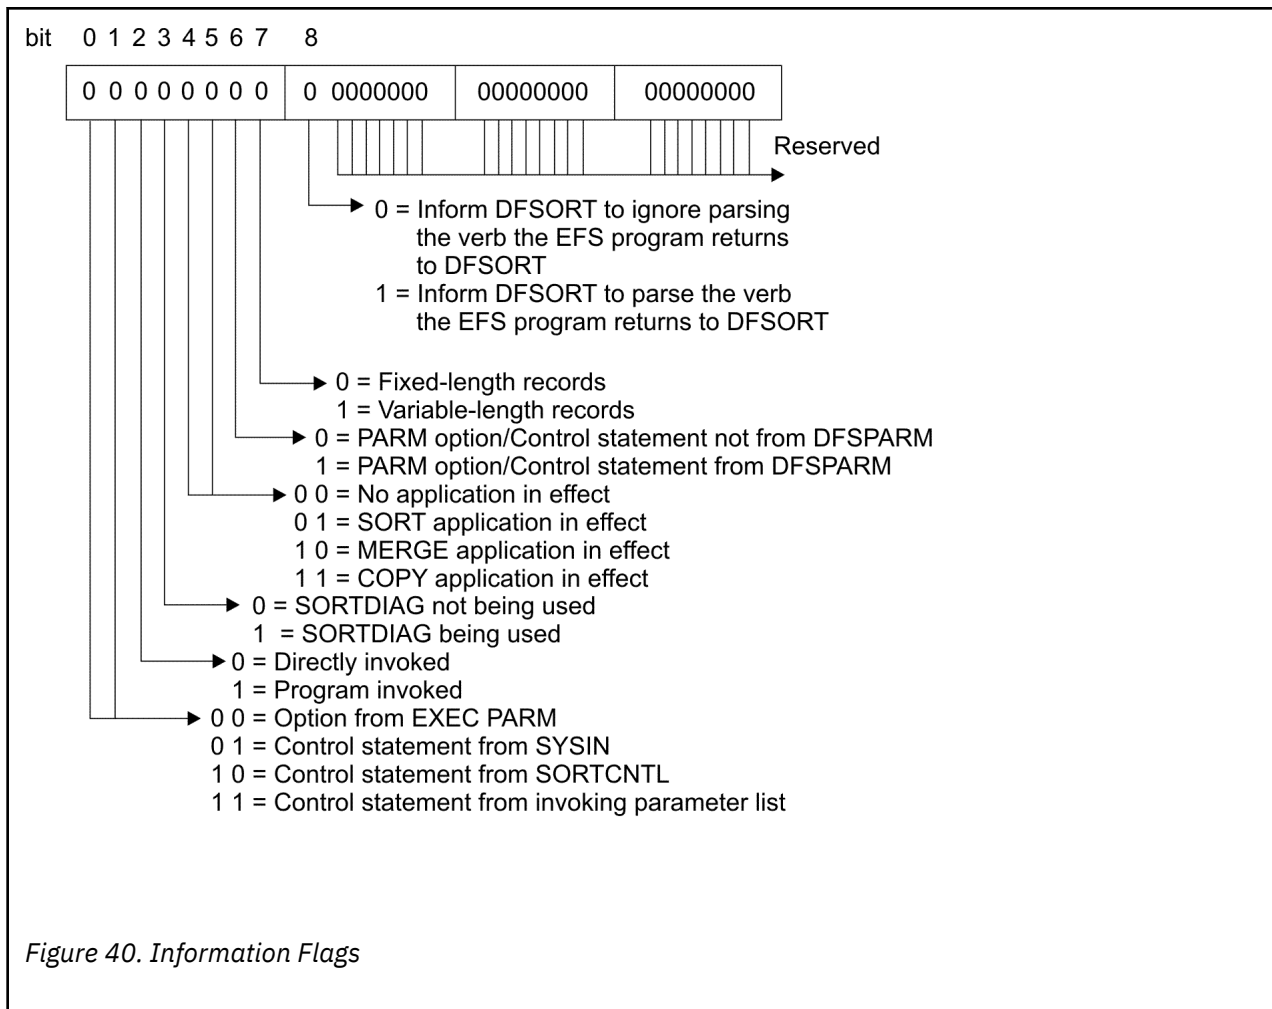 bit 0 1 2 3 4 5 6 7 8
0 0 0 0 0 0 0 0 0 0000000 00000000 00000000
Reserved
0 = Inform DFSORT to ignore parsing
the verb the EFS program returns
to DFSORT
1 = Inform DFSORT to parse the verb
the EFS program returns to DFSORT
0 = Fixed-length records
1 = Variable-length records
0 = PARM option/Control statement not from DFSPARM
1 = PARM option/Control statement from DFSPARM
0 0 = No application in effect
0 1 = SORT application in effect
1 0 = MERGE application in effect
1 1 = COPY application in effect
0 = SORTDIAG not being used
1 = SORTDIAG being used
0 = Directly invoked
1 = Program invoked
0 0 = Option from EXEC PARM
0 1 = Control statement from SYSIN
1 0 = Control statement from SORTCNTL
1 1 = Control statement from invoking parameter list
Figure 40. Information Flags